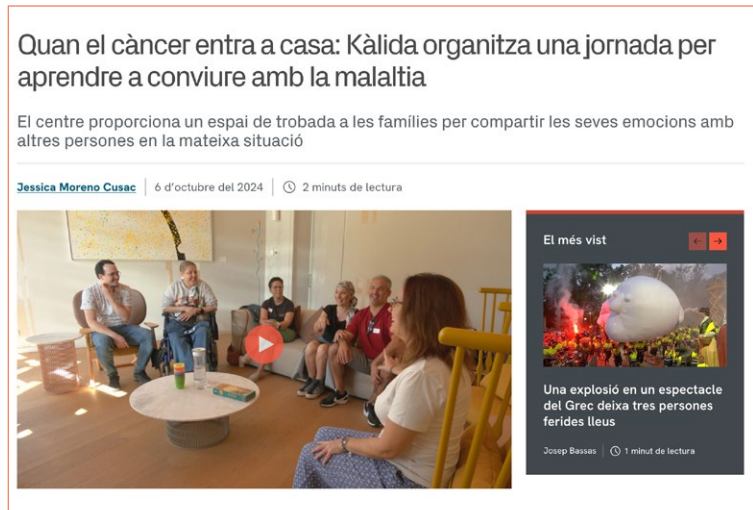 Quan el càncer entra a casa: Kàlida organitza una jornada per
aprendre a conviure amb la malaltia
El centre proporciona un espai de trobada a les famílies per compartir les seves emocions amb
altres persones en la mateixa situació
Jessica Moreno Cusac | 6 d'octubre del 2024 | 2 minuts de lectura
El més vist
Una explosió en un espectacle
del Grec deixa tres persones
ferides lleus
Josep Bassas | 1 minut de lectura